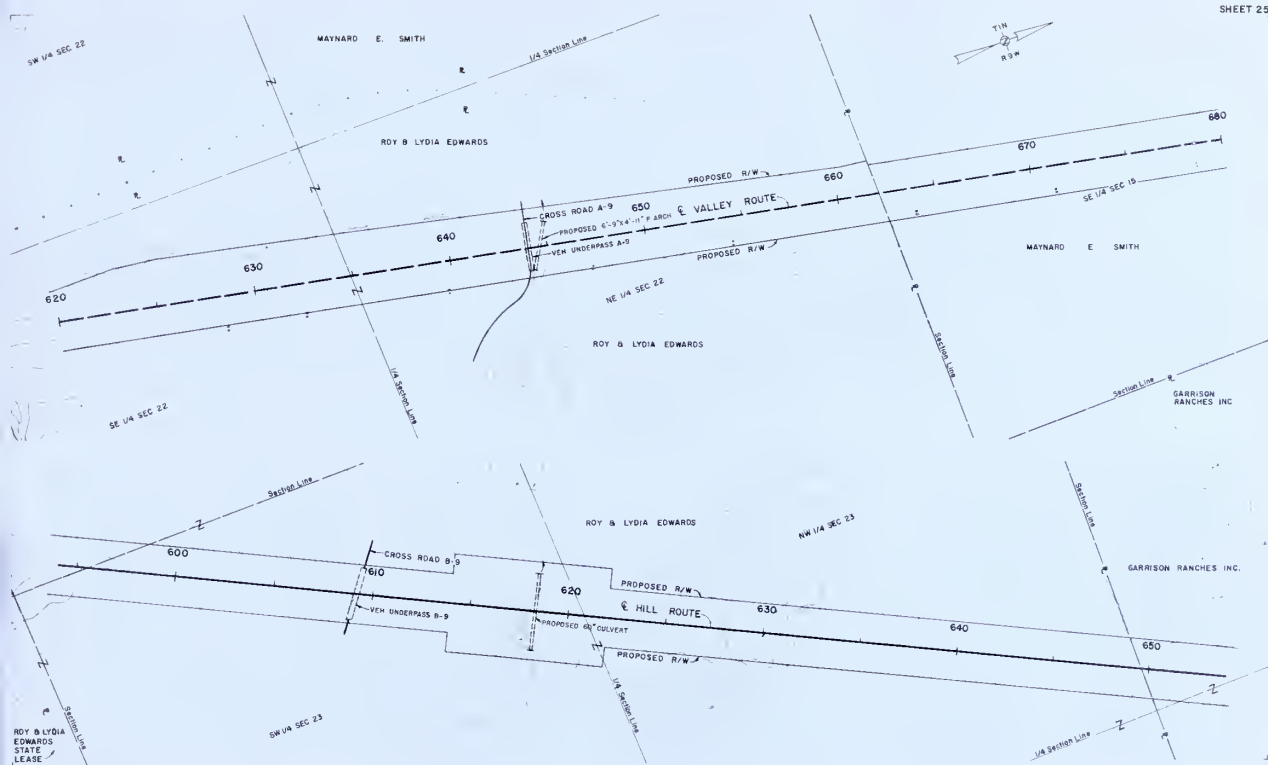 SHEET 25
SW 1/4 SEC 22
MAYNARD E. SMITH
1/4 Section Line
T1N
R9W
ROY & LYDIA EDWARDS
680
670
PROPOSED R/W
660
SE 1/4 SEC 15
CROSS ROAD A-9
650
℄ VALLEY ROUTE
PROPOSED 6'-9"X4'-11" P ARCH
640
VEH UNDERPASS A-9
PROPOSED R/W
MAYNARD E SMITH
630
620
NE 1/4 SEC 22
ROY & LYDIA EDWARDS
Section Line
1/4 Section Line
Section Line
GARRISON
RANCHES INC
SE 1/4 SEC 22
Section Line
ROY & LYDIA EDWARDS
NW 1/4 SEC 23
Section Line
600
CROSS ROAD B-9
GARRISON RANCHES INC.
610
PROPOSED R/W
620
℄ HILL ROUTE
630
VEH UNDERPASS B-9
PROPOSED 60" CULVERT
640
650
PROPOSED R/W
1/4 Section Line
Section Line
SW 1/4 SEC 23
1/4 Section Line
ROY & LYDIA
EDWARDS
STATE
LEASE